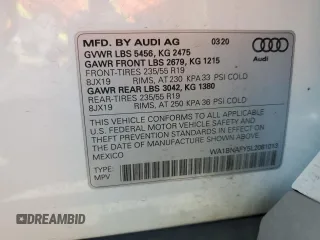 MFD. BY AUDI AG 03/20
GVWR LBS 5456, KG 2475
GAWR FRONT LBS 2679, KG 1215
FRONT-TIRES 235/55 R19
8JX19 RIMS, AT 230 KPA 33 PSI COLD
GAWR REAR LBS 3042, KG 1380
REAR-TIRES 235/55 R19
8JX19 RIMS, AT 250 KPA 36 PSI COLD
Audi
THIS VEHICLE CONFORMS TO ALL APPLICABLE
FEDERAL MOTOR VEHICLE SAFETY AND
THEFT PREVENTION STANDARDS IN EFFECT ON
THE DATE OF MANUFACTURE SHOWN ABOVE.
MEXICO
TYPE:
MPV
© DREAMBID